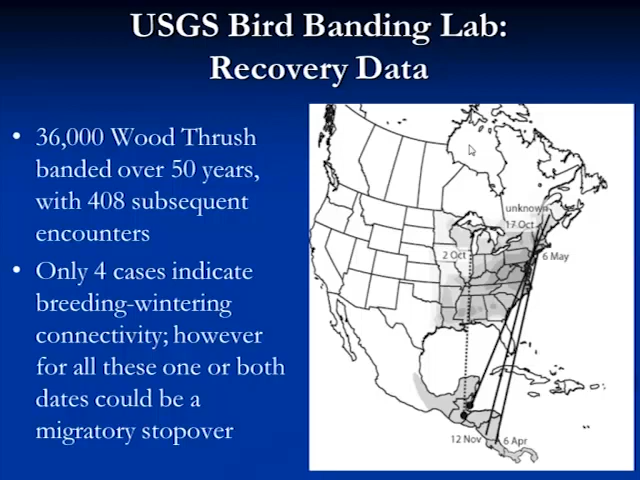 USGS Bird Banding Lab:
Recovery Data
• 36,000 Wood Thrush
banded over 50 years,
with 408 subsequent
encounters
• Only 4 cases indicate
breeding-wintering
connectivity; however
for all these one or both
dates could be a
migratory stopover
unknown
17 Oct
2 Oct
6 May
12 Nov
6 Apr